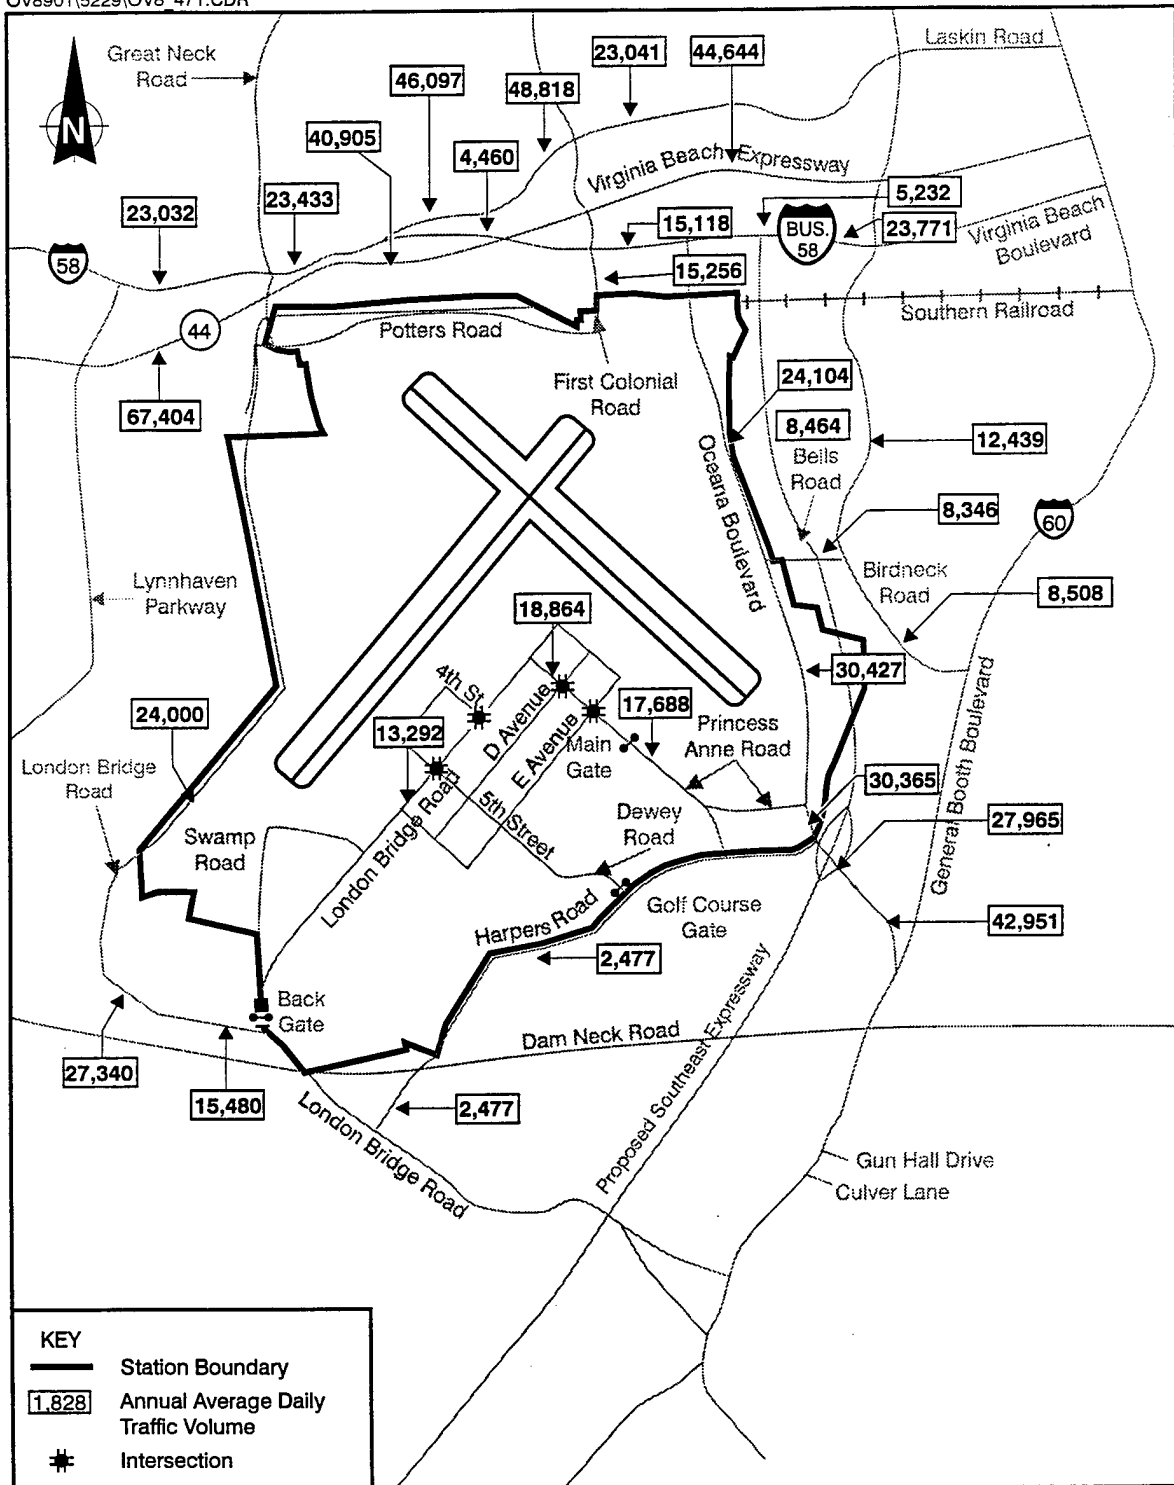 OV8901\5229\OV8_471.CDR
Great Neck
Road
Laskin Road
23,041
44,644
46,097
48,818
N
40,905
4,460
Virginia Beach Expressway
23,433
23,032
5,232
15,118
BUS.
58
23,771
Virginia Beach
Boulevard
58
15,256
44
Potters Road
Southern Railroad
First Colonial
Road
24,104
67,404
8,464
12,439
Bells
Road
Oceana Boulevard
8,346
60
Lynnhaven
Parkway
Birdneck
Road
8,508
18,864
30,427
4th St.
D Avenue
E Avenue
17,688
24,000
13,292
Main
Gate
Princess
Anne Road
General Booth Boulevard
London Bridge
Road
30,365
5th Street
Dewey
Road
27,965
Swamp
Road
London Bridge Road
Harpers Road
Golf Course
Gate
42,951
2,477
Back
Gate
Dam Neck Road
Proposed Southeast Expressway
27,340
15,480
2,477
London Bridge Road
Gun Hall Drive
Culver Lane
KEY
Station Boundary
1,828
Annual Average Daily
Traffic Volume
Intersection